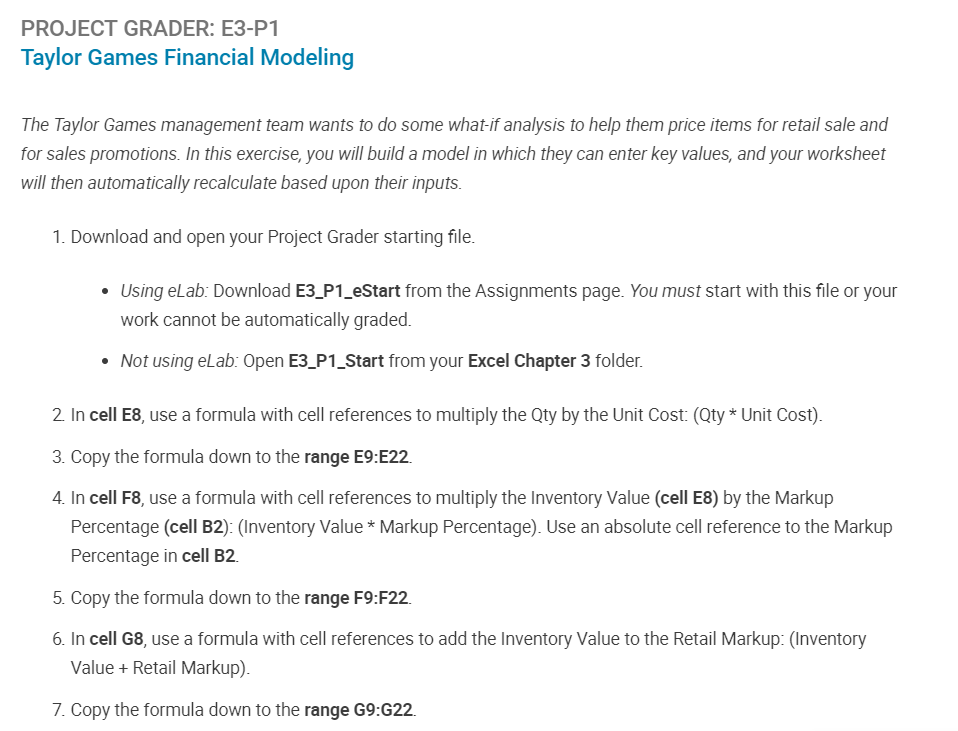 PROJECT GRADER: E3-P1
Taylor Games Financial Modeling
The Taylor Games management team wants to do some what-if analysis to help them price items for retail sale and
for sales promotions. In this exercise, you will build a model in which they can enter key values, and your worksheet
will then automatically recalculate based upon their inputs.
1. Download and open your Project Grader starting file.
• Using eLab: Download E3_P1_eStart from the Assignments page. You must start with this file or your
work cannot be automatically graded.
• Not using eLab: Open E3_P1_Start from your Excel Chapter 3 folder.
2. In cell E8, use a formula with cell references to multiply the Qty by the Unit Cost: (Qty * Unit Cost).
3. Copy the formula down to the range E9:E22.
4. In cell F8, use a formula with cell references to multiply the Inventory Value (cell E8) by the Markup
Percentage (cell B2): (Inventory Value * Markup Percentage). Use an absolute cell reference to the Markup
Percentage in cell B2.
5. Copy the formula down to the range F9:F22.
6. In cell G8, use a formula with cell references to add the Inventory Value to the Retail Markup: (Inventory
Value + Retail Markup).
7. Copy the formula down to the range G9:G22.